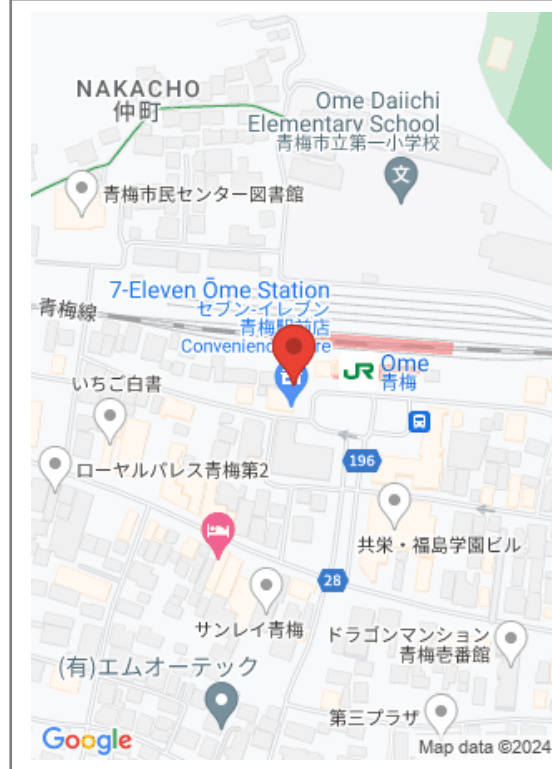 NAKACHO
仲町
Ome Daiichi
Elementary School
青梅市立第一小学校
文
青梅市民センター図書館
7-Eleven Ōme Station
セブン-イレブン
青梅駅前店
Convenience Store
青梅線
JR
Ome
青梅
いちご白書
196
ローヤルパレス青梅第2
共栄・福島学園ビル
28
サンレイ青梅
ドラゴンマンション
青梅壱番館
(有)エムオーテック
第三プラザ
Google
Map data ©2024